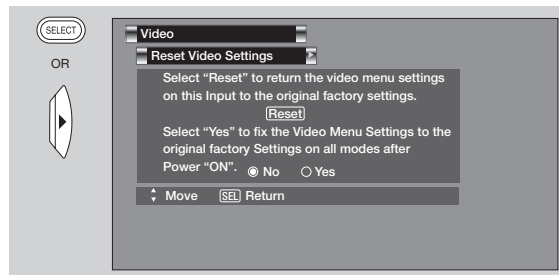 SELECT
OR
Video
Reset Video Settings
Select “Reset” to return the video menu settings
on this Input to the original factory settings.
Reset
Select “Yes” to fix the Video Menu Settings to the
original factory Settings on all modes after
Power “ON”. No Yes
Move SEL Return